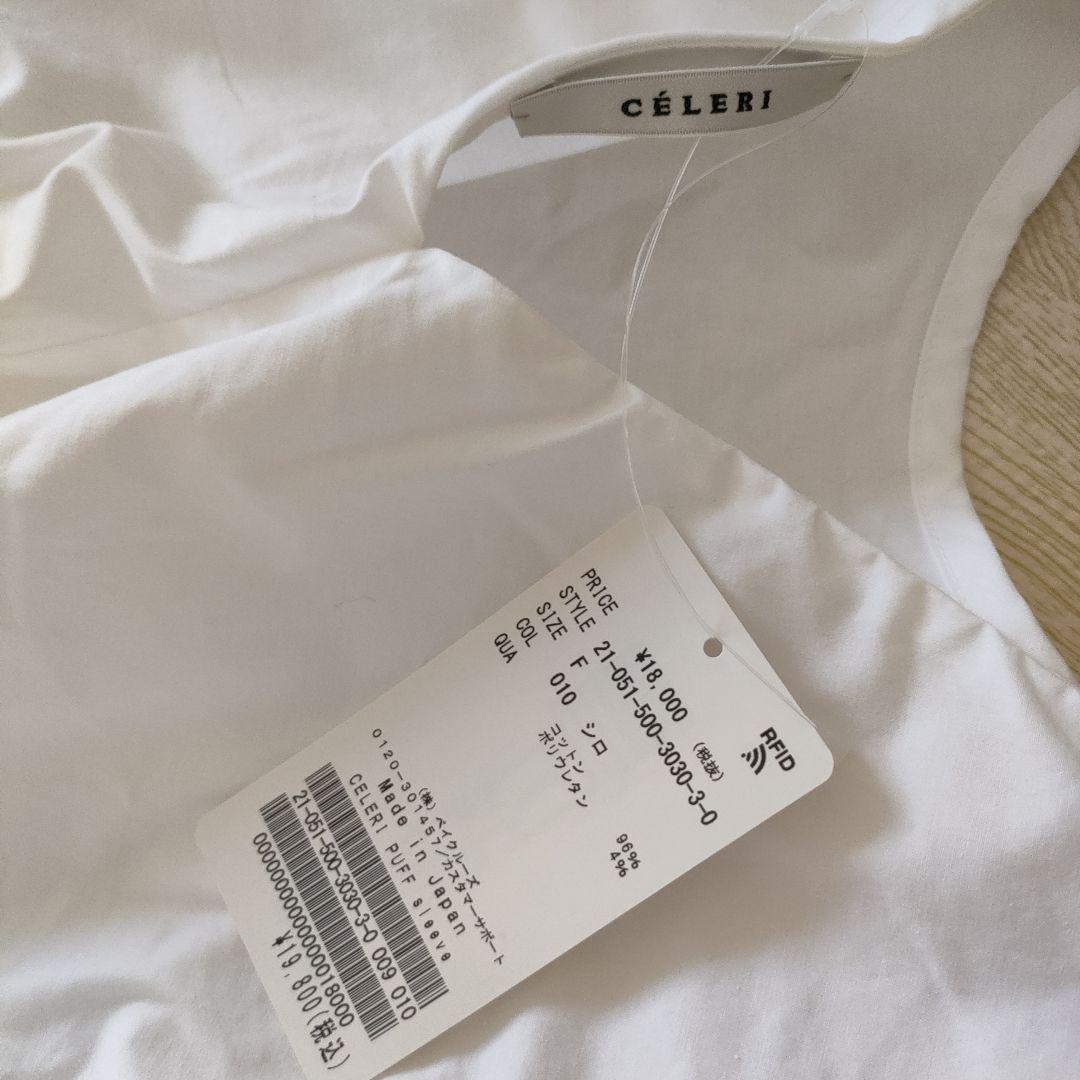 CÉLERI
RFID
PRICE ¥18,000 (税抜)
STYLE 21-051-500-3030-3-0
SIZE F
COL 010 シロ
QUA コットン 96%
ポリウレタン 4%
(株)ベイクルーズ
0120-301457/カスタマーサポート
Made in Japan
CELERI PUFF sleeve
21-051-500-3030-3-0 009 010
0000000000000018000
¥19,800(税込)